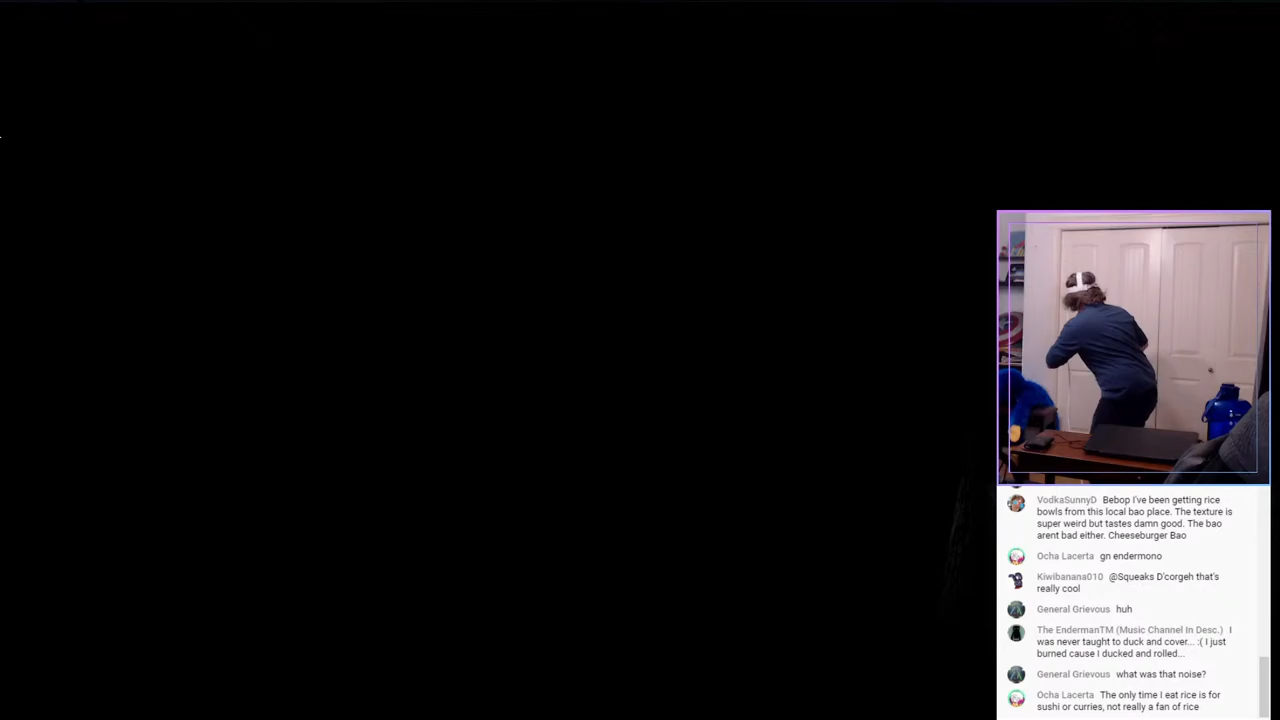 VodkaSunnyD Bebop I've been getting rice
bowls from this local bao place. The texture is
super weird but tastes damn good. The bao
arent bad either. Cheeseburger Bao
Ocha Lacerta gn endermono
Kiwibanana010 @Squeaks D'corgeh that's
really cool
General Grievous huh
The EndermanTM (Music Channel In Desc.) I
was never taught to duck and cover... :( I just
burned cause I ducked and rolled...
General Grievous what was that noise?
Ocha Lacerta The only time I eat rice is for
sushi or curries, not really a fan of rice